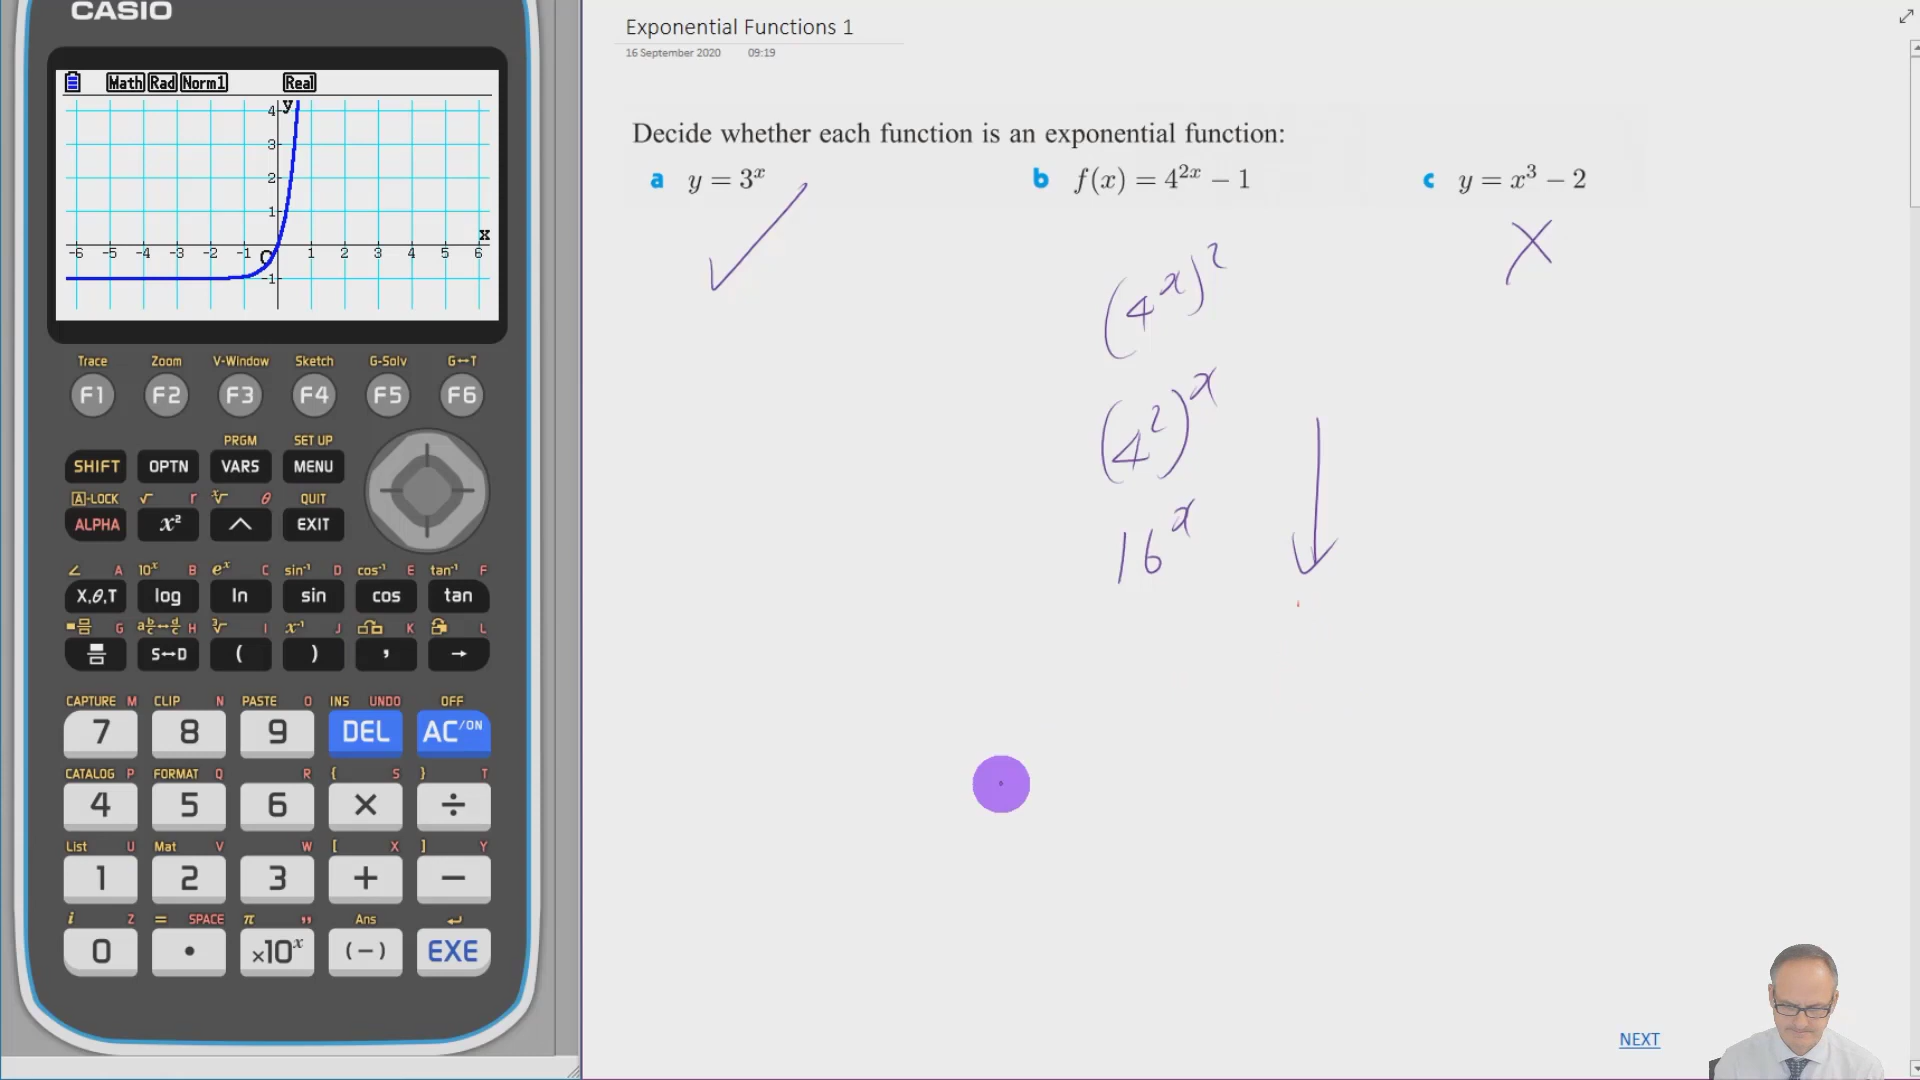 CASIO
Math Rad Norm1 Real
y
4
3
2
1
x
-6 -5 -4 -3 -2 -1 O 1 2 3 4 5 6
-1
Trace Zoom V-Window Sketch G-Solv G↔T
F1 F2 F3 F4 F5 F6
PRGM SET UP
SHIFT OPTN VARS MENU
A-LOCK √ r ˣ√ θ QUIT
ALPHA x² ^ EXIT
∠ A 10ˣ B eˣ C sin⁻¹ D cos⁻¹ E tan⁻¹ F
X,θ,T log ln sin cos tan
G a b/c↔d/c H ³√ I x⁻¹ J K L
S↔D ( ) , →
CAPTURE M CLIP N PASTE O INS UNDO OFF
7 8 9 DEL AC/ON
CATALOG P FORMAT Q R { S } T
4 5 6 × ÷
List U Mat V W [ X ] Y
1 2 3 + −
i Z = SPACE π " Ans ↵
0 • ×10ˣ (−) EXE
Exponential Functions 1
16 September 2020 09:19
Decide whether each function is an exponential function:
a y = 3ˣ b f(x) = 4²ˣ − 1 c y = x³ − 2
(4ˣ)²
(4²)ˣ
16ˣ
NEXT